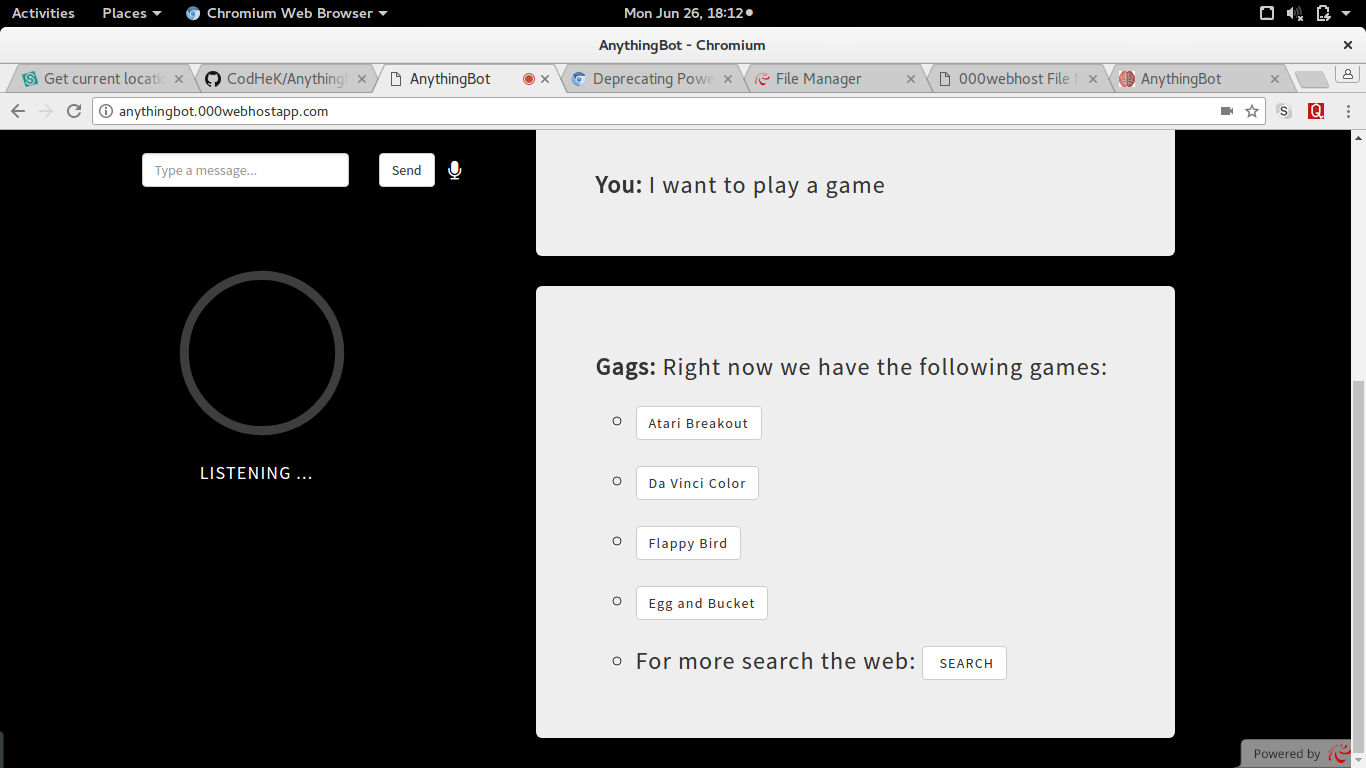 Activities Places Chromium Web Browser Mon Jun 26, 18:12
AnythingBot - Chromium
Get current locati CodHeK/Anything AnythingBot Deprecating Powe File Manager 000webhost File M AnythingBot
anythingbot.000webhostapp.com S Q
Type a message... Send
You: I want to play a game
LISTENING ...
Gags: Right now we have the following games:
Atari Breakout
Da Vinci Color
Flappy Bird
Egg and Bucket
For more search the web: SEARCH
Powered by